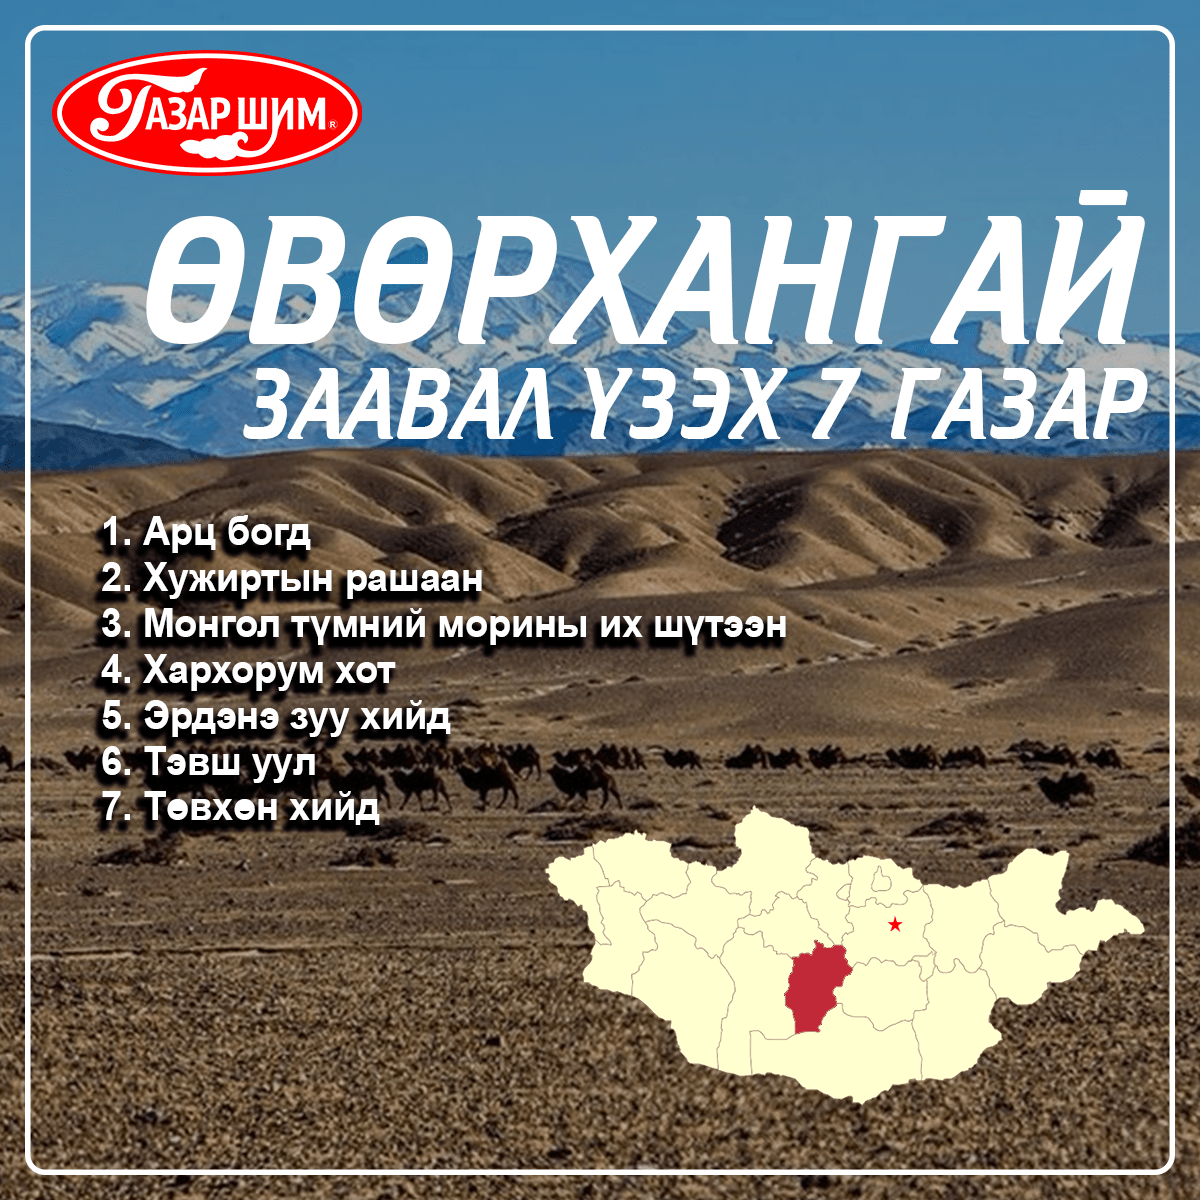 ГАЗАР ШИМ®
ӨВӨРХАНГАЙ
ЗААВАЛ ҮЗЭХ 7 ГАЗАР
1. Арц богд
2. Хужиртын рашаан
3. Монгол түмний морины их шүтээн
4. Хархорум хот
5. Эрдэнэ зуу хийд
6. Тэвш уул
7. Төвхөн хийд